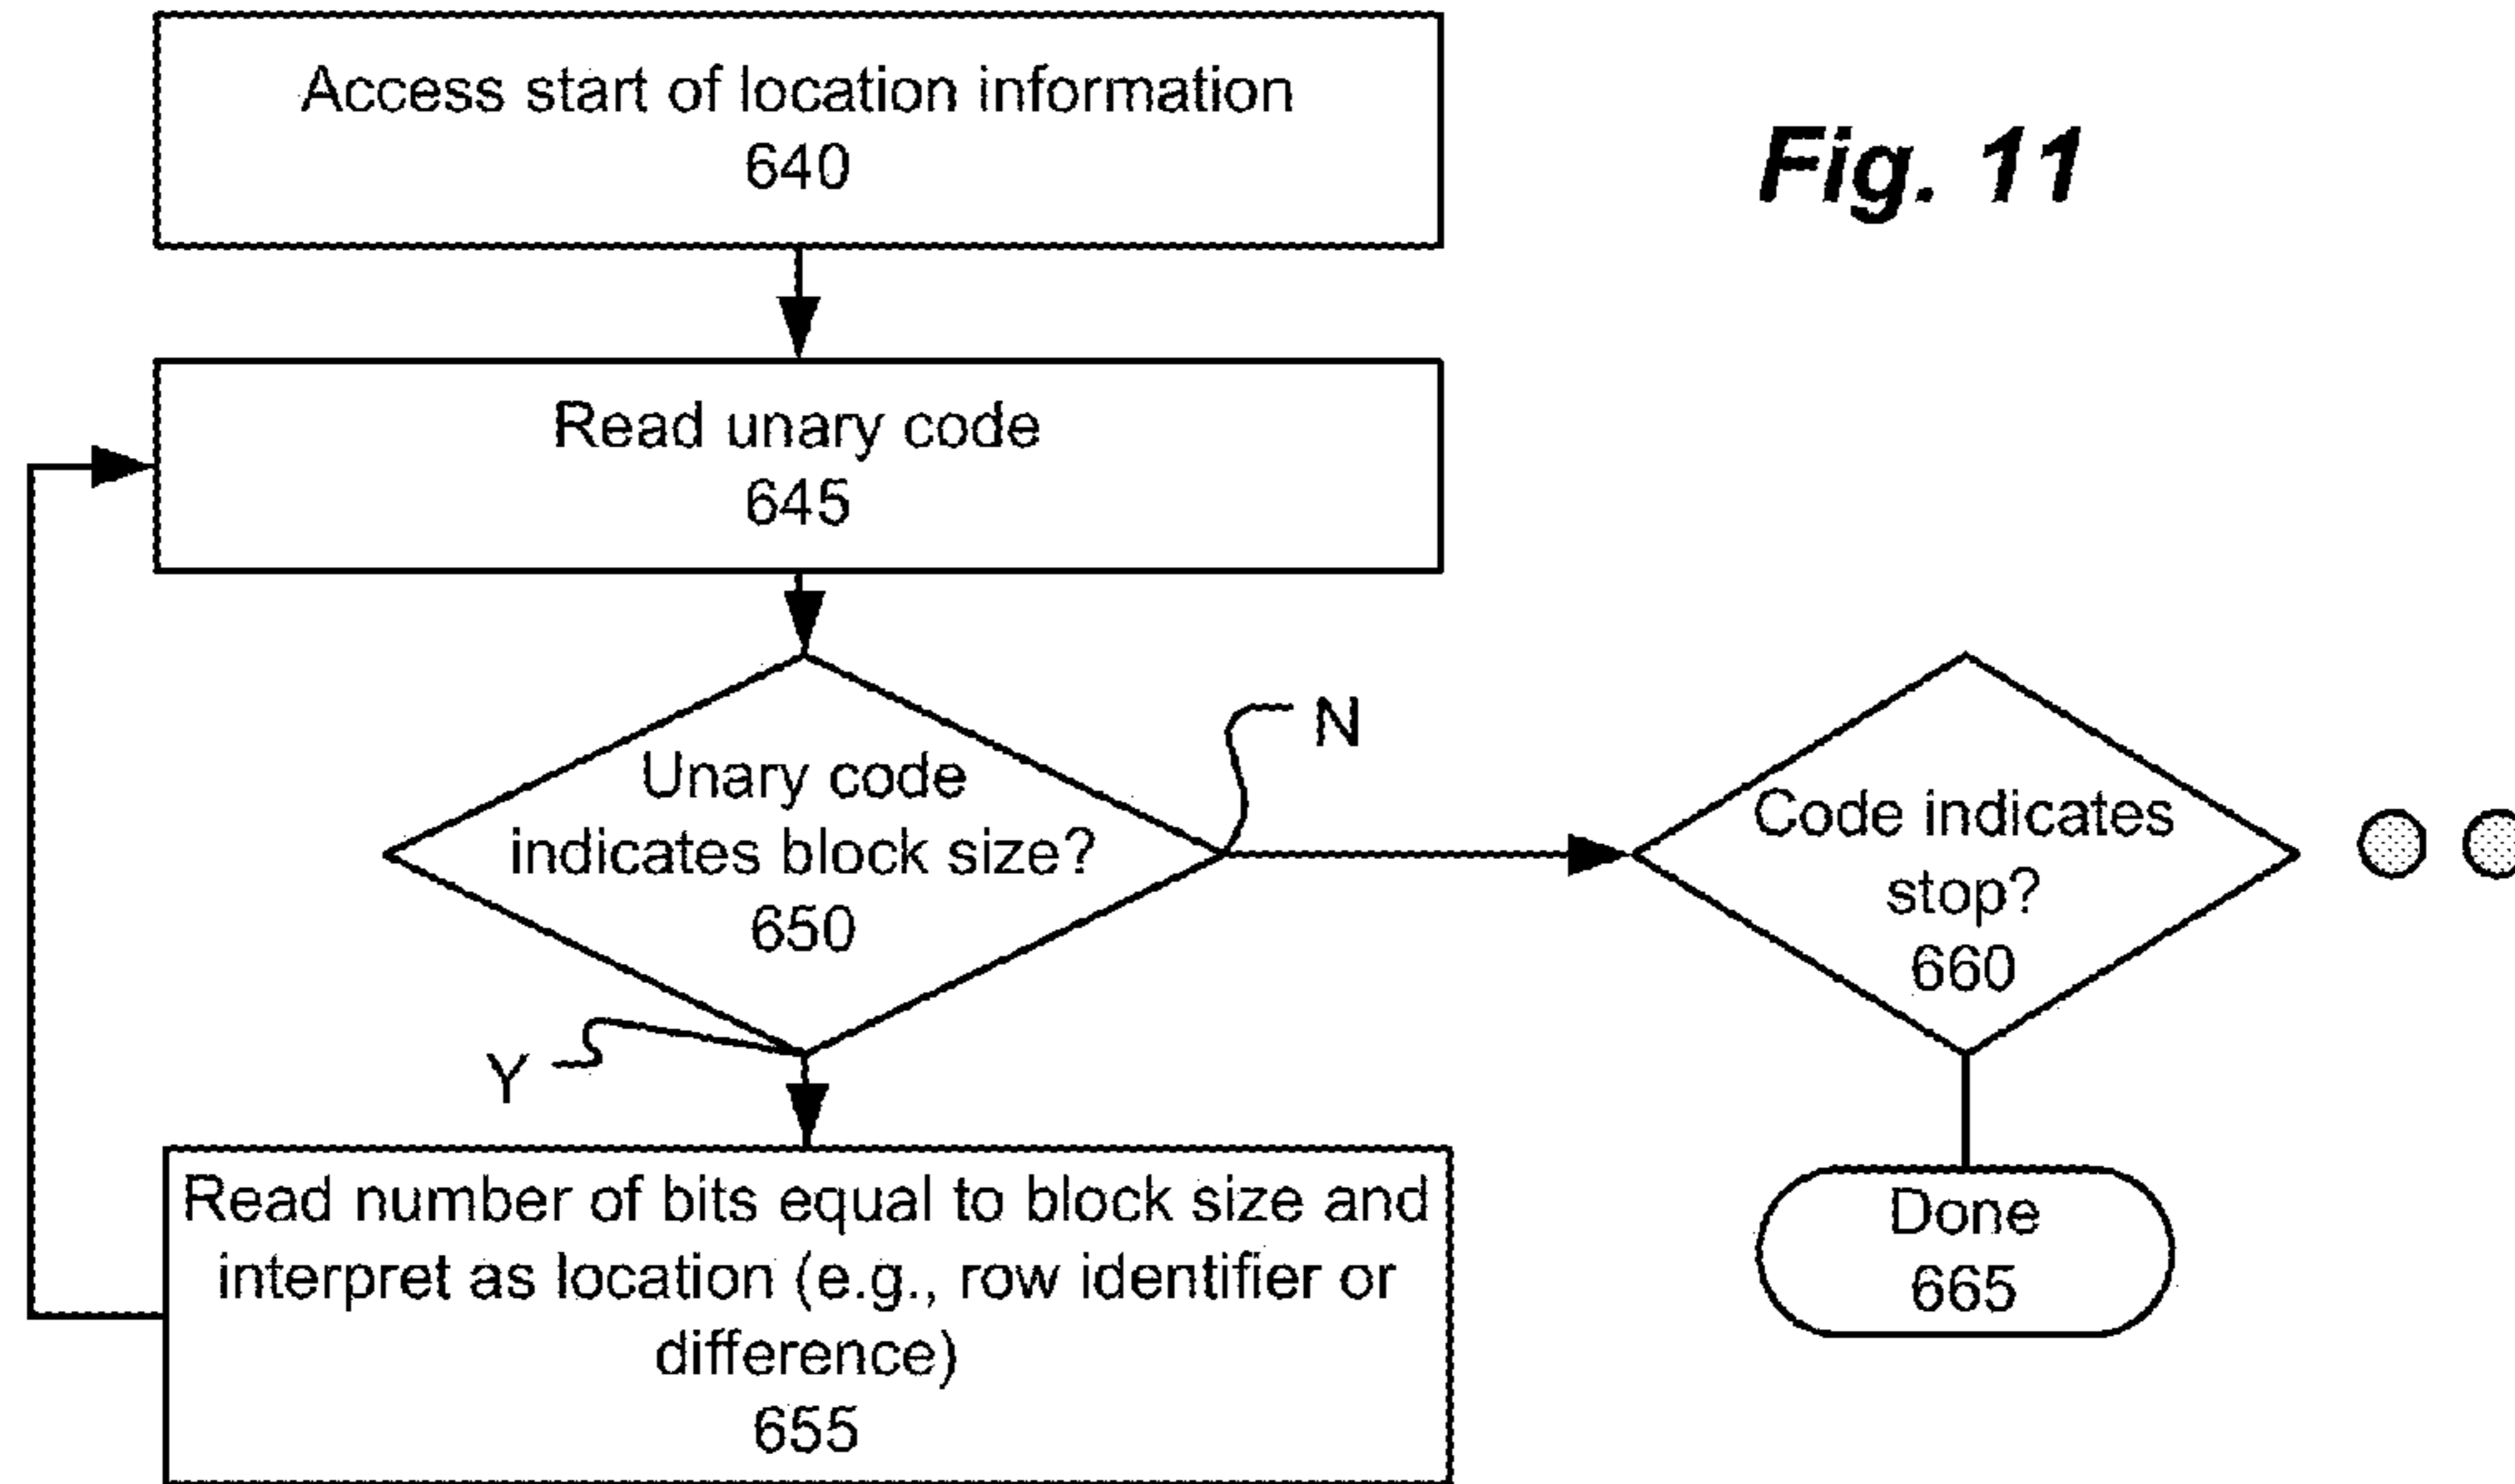 Access start of location information
640
Fig. 11
Read unary code
645
N
Unary code
indicates block size?
650
Code indicates
stop?
660
Y
Read number of bits equal to block size and
interpret as location (e.g., row identifier or
difference)
655
Done
665